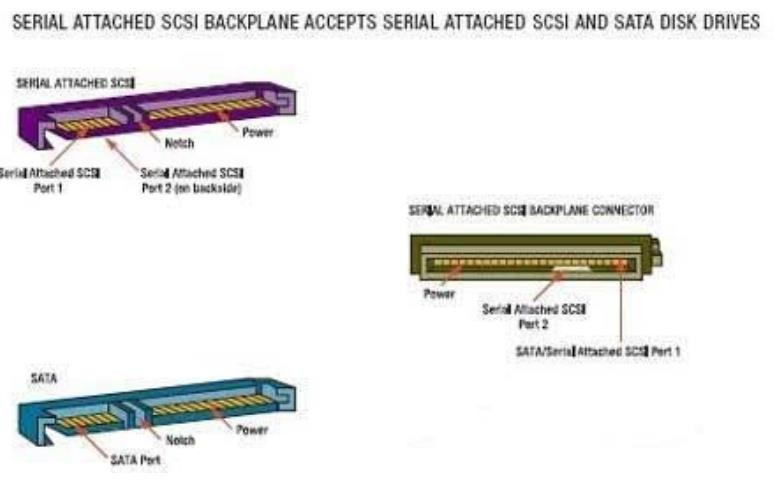 SERIAL ATTACHED SCSI BACKPLANE ACCEPTS SERIAL ATTACHED SCSI AND SATA DISK DRIVES
SERIAL ATTACHED SCSI
Notch
Power
Serial Attached SCSI
Port 1
Serial Attached SCSI
Port 2 (on backside)
SERIAL ATTACHED SCSI BACKPLANE CONNECTOR
Power
Serial Attached SCSI
Port 2
SATA/Serial Attached SCSI Port 1
SATA
Notch
Power
SATA Port